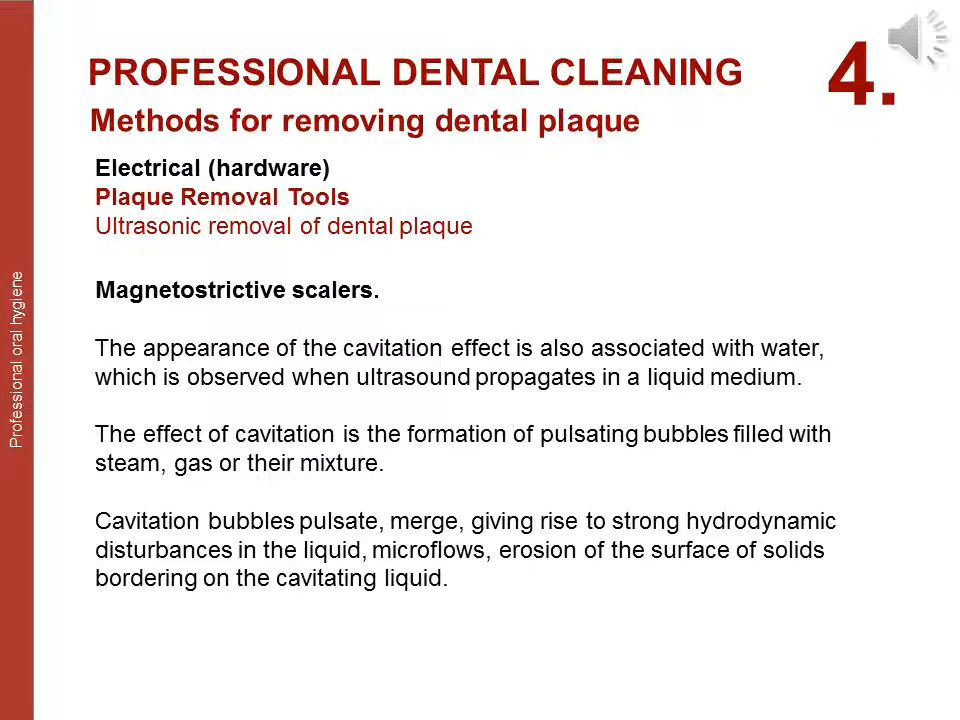 PROFESSIONAL DENTAL CLEANING
4.
Methods for removing dental plaque
Electrical (hardware)
Plaque Removal Tools
Ultrasonic removal of dental plaque
Magnetostrictive scalers.
The appearance of the cavitation effect is also associated with water,
which is observed when ultrasound propagates in a liquid medium.
The effect of cavitation is the formation of pulsating bubbles filled with
steam, gas or their mixture.
Cavitation bubbles pulsate, merge, giving rise to strong hydrodynamic
disturbances in the liquid, microflows, erosion of the surface of solids
bordering on the cavitating liquid.
Professional oral hygiene